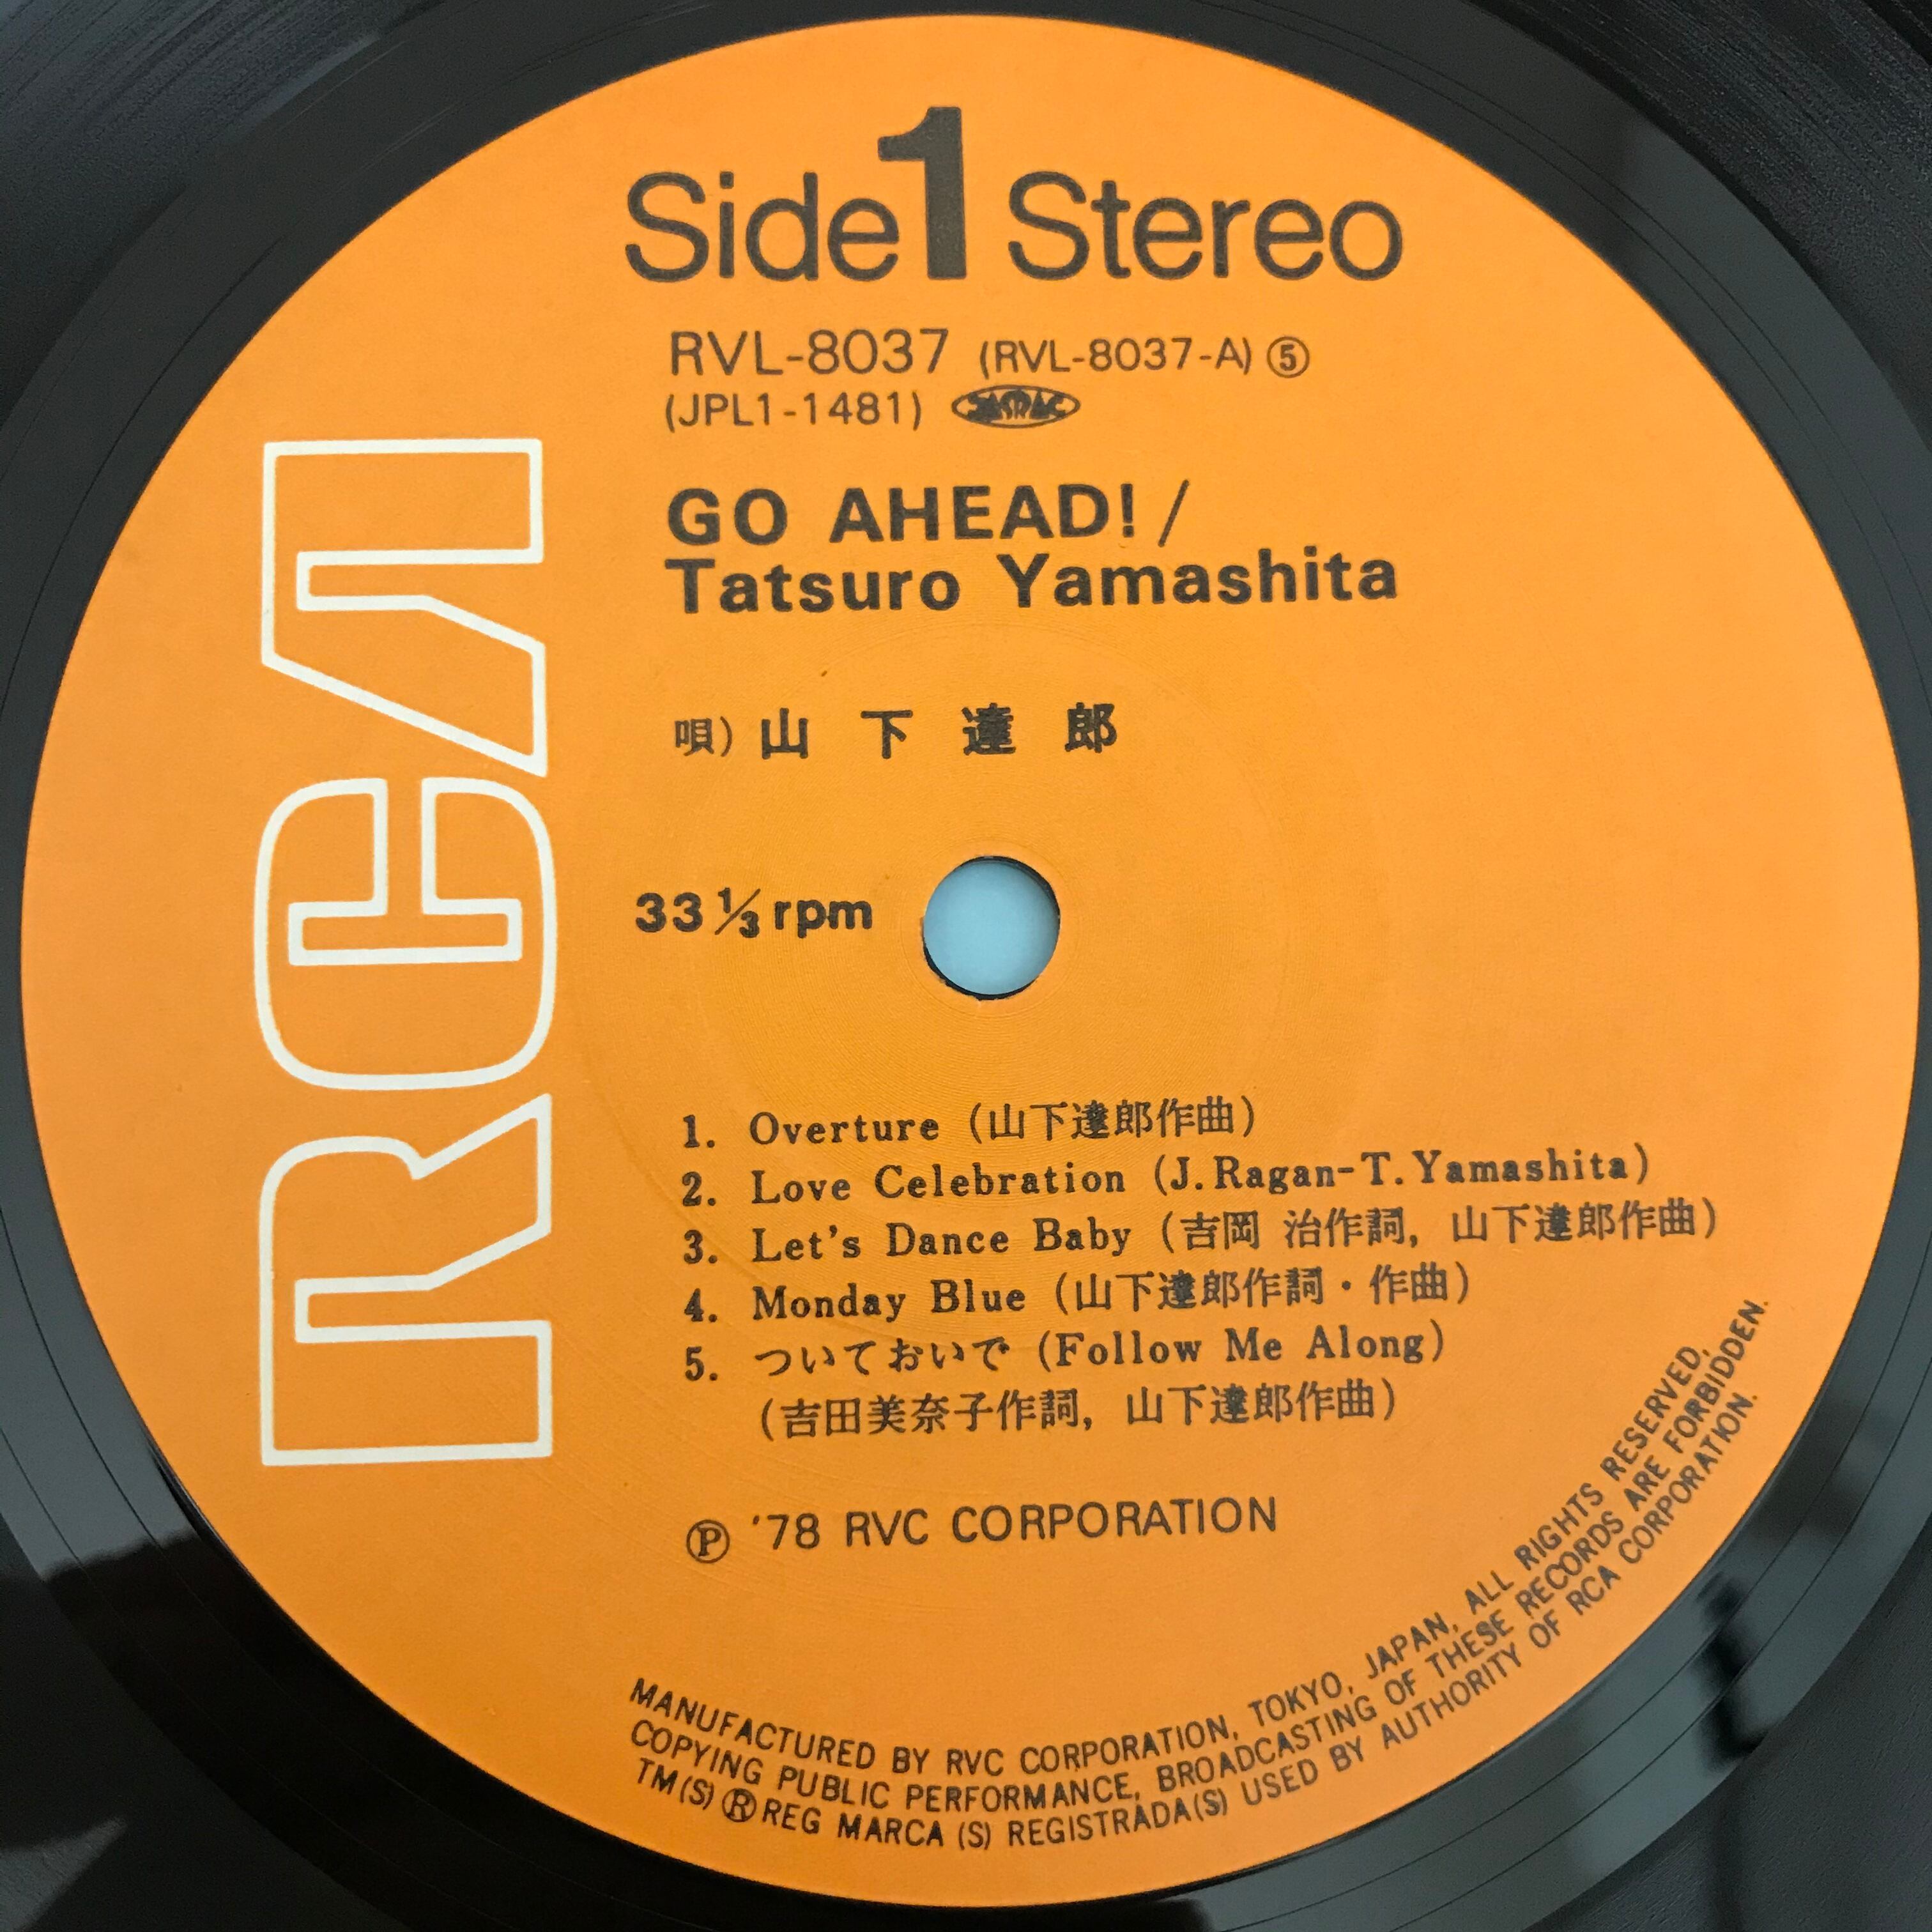 Side 1 Stereo
RVL-8037 (RVL-8037-A) ⑤
(JPL1-1481) JASRAC
GO AHEAD! /
Tatsuro Yamashita
唄) 山下達郎
RCA
33 1/3 rpm
1. Overture (山下達郎作曲)
2. Love Celebration (J. Ragan-T. Yamashita)
3. Let's Dance Baby (吉岡 治作詞, 山下達郎作曲)
4. Monday Blue (山下達郎作詞・作曲)
5. ついておいで (Follow Me Along)
(吉田美奈子作詞, 山下達郎作曲)
Ⓟ '78 RVC CORPORATION
MANUFACTURED BY RVC CORPORATION, TOKYO, JAPAN, ALL RIGHTS RESERVED,
COPYING PUBLIC PERFORMANCE, BROADCASTING OF THESE RECORDS ARE FORBIDDEN.
TM(S) ® REG MARCA (S) REGISTRADA(S) USED BY AUTHORITY OF RCA CORPORATION.